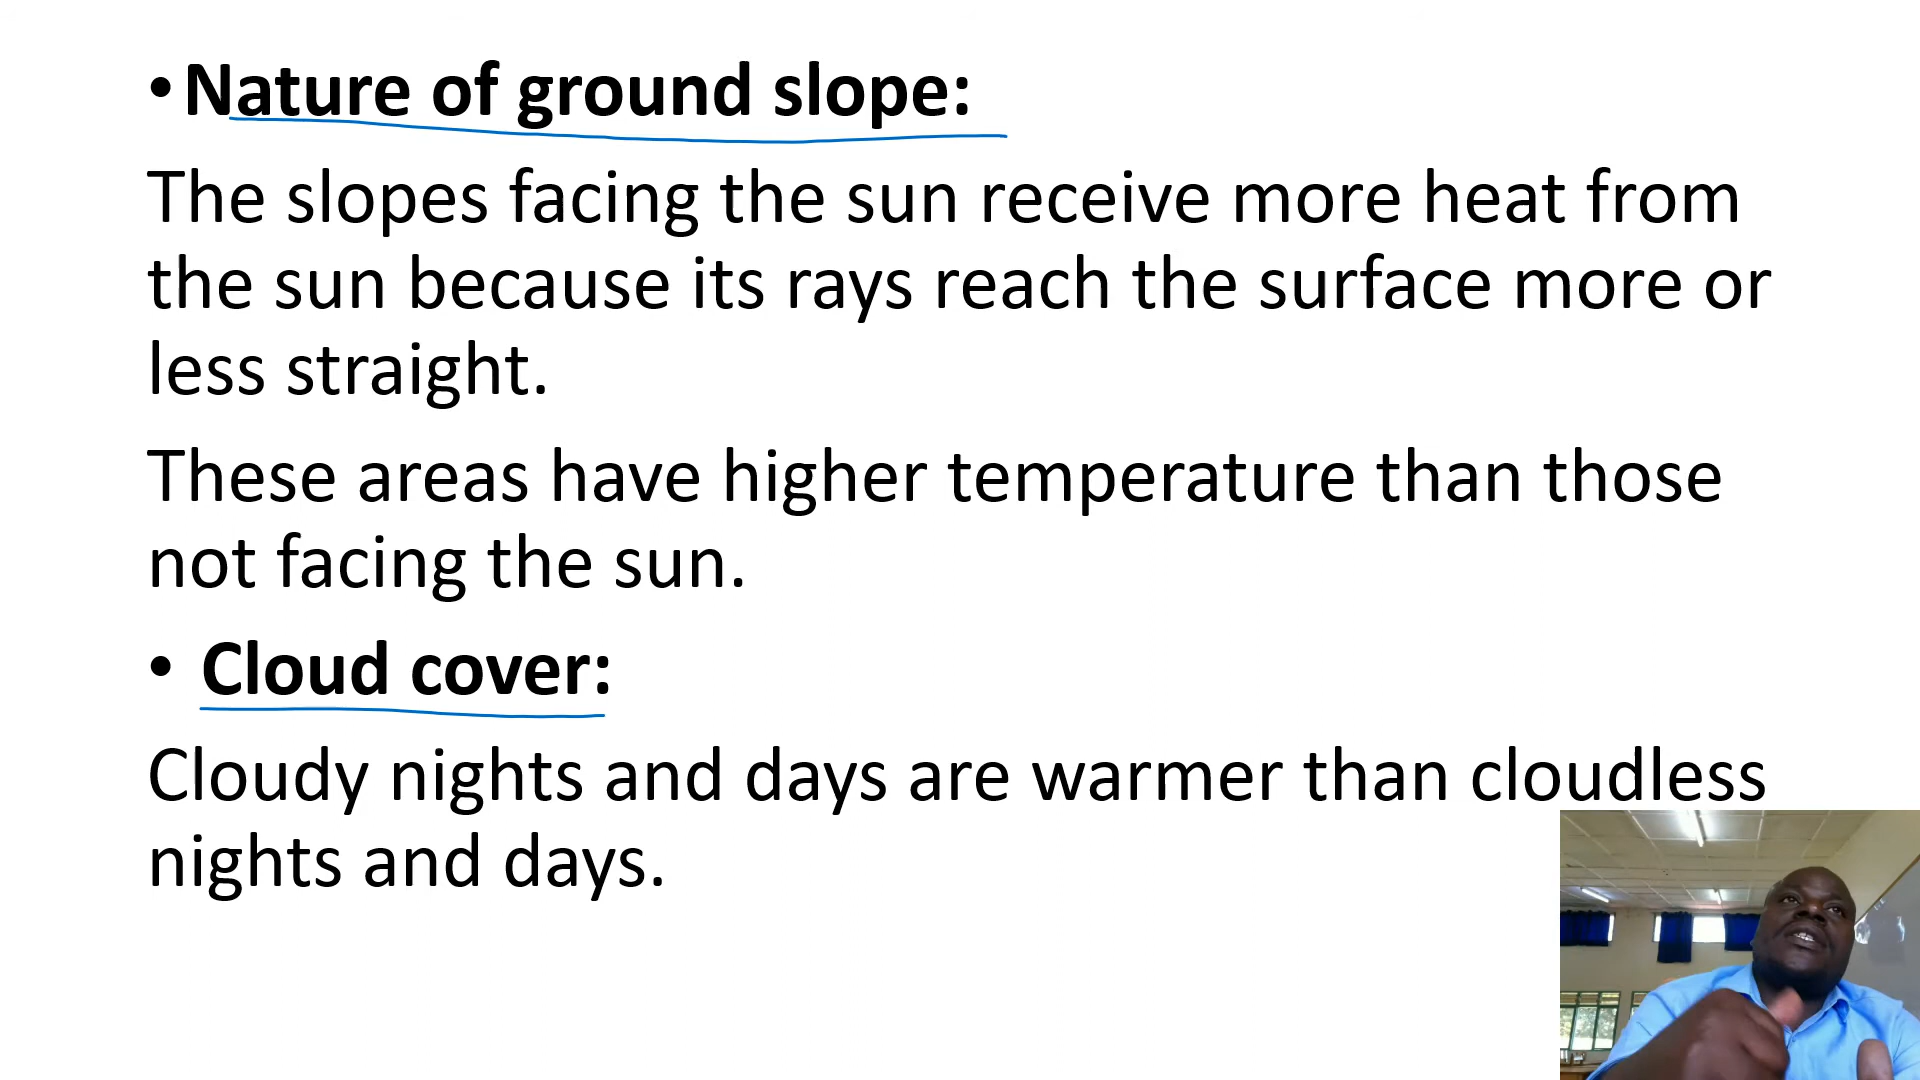 • Nature of ground slope:
The slopes facing the sun receive more heat from
the sun because its rays reach the surface more or
less straight.
These areas have higher temperature than those
not facing the sun.
• Cloud cover:
Cloudy nights and days are warmer than cloudless
nights and days.